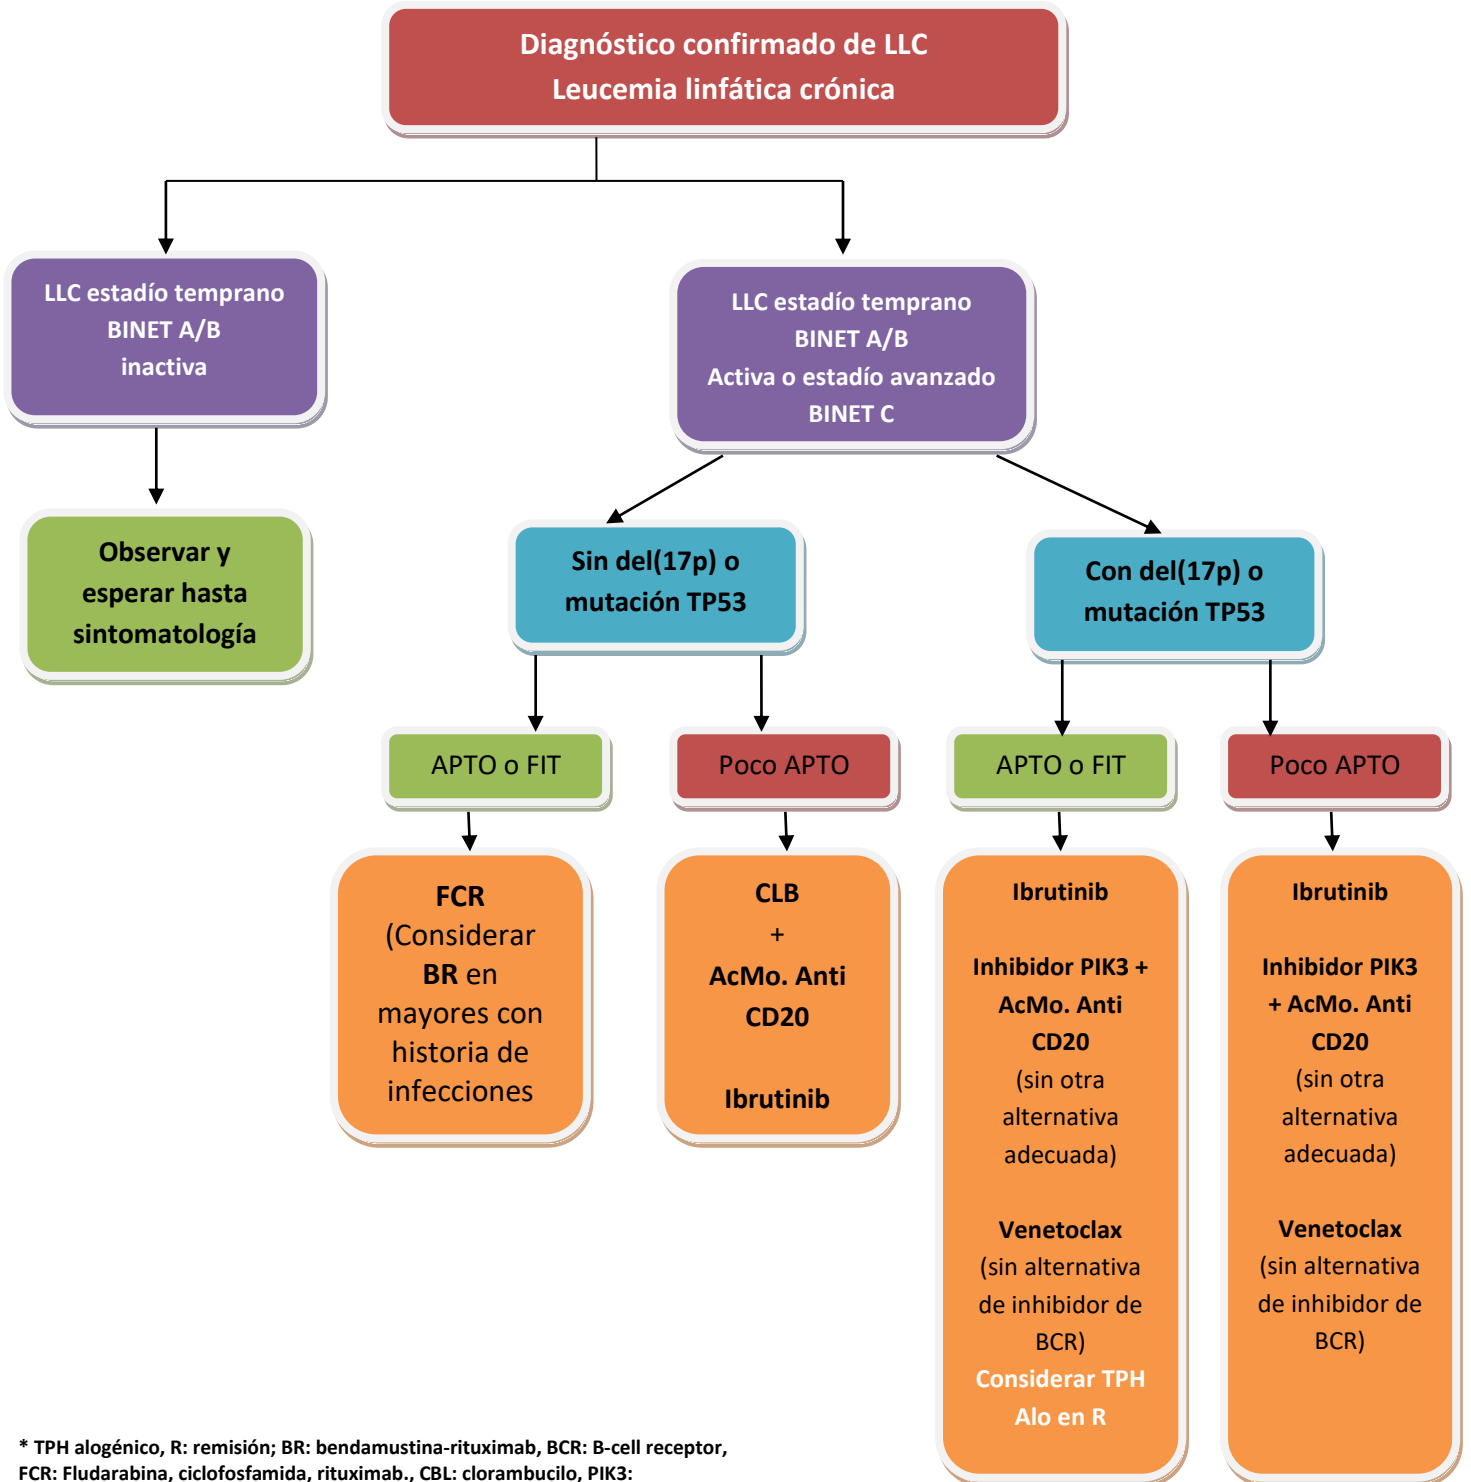 Diagnóstico confirmado de LLC
Leucemia linfática crónica
LLC estadío temprano
BINET A/B
inactiva
LLC estadío temprano
BINET A/B
Activa o estadío avanzado
BINET C
Observar y
esperar hasta
sintomatología
Sin del(17p) o
mutación TP53
Con del(17p) o
mutación TP53
APTO o FIT
Poco APTO
APTO o FIT
Poco APTO
FCR
(Considerar
BR en
mayores con
historia de
infecciones
CLB
+
AcMo. Anti
CD20
Ibrutinib
Ibrutinib
Inhibidor PIK3 +
AcMo. Anti
CD20
(sin otra
alternativa
adecuada)
Venetoclax
(sin alternativa
de inhibidor de
BCR)
Considerar TPH
Alo en R
Ibrutinib
Inhibidor PIK3
+ AcMo. Anti
CD20
(sin otra
alternativa
adecuada)
Venetoclax
(sin alternativa
de inhibidor de
BCR)
* TPH alogénico, R: remisión; BR: bendamustina-rituximab, BCR: B-cell receptor,
FCR: Fludarabina, ciclofosfamida, rituximab., CBL: clorambucilo, PIK3: